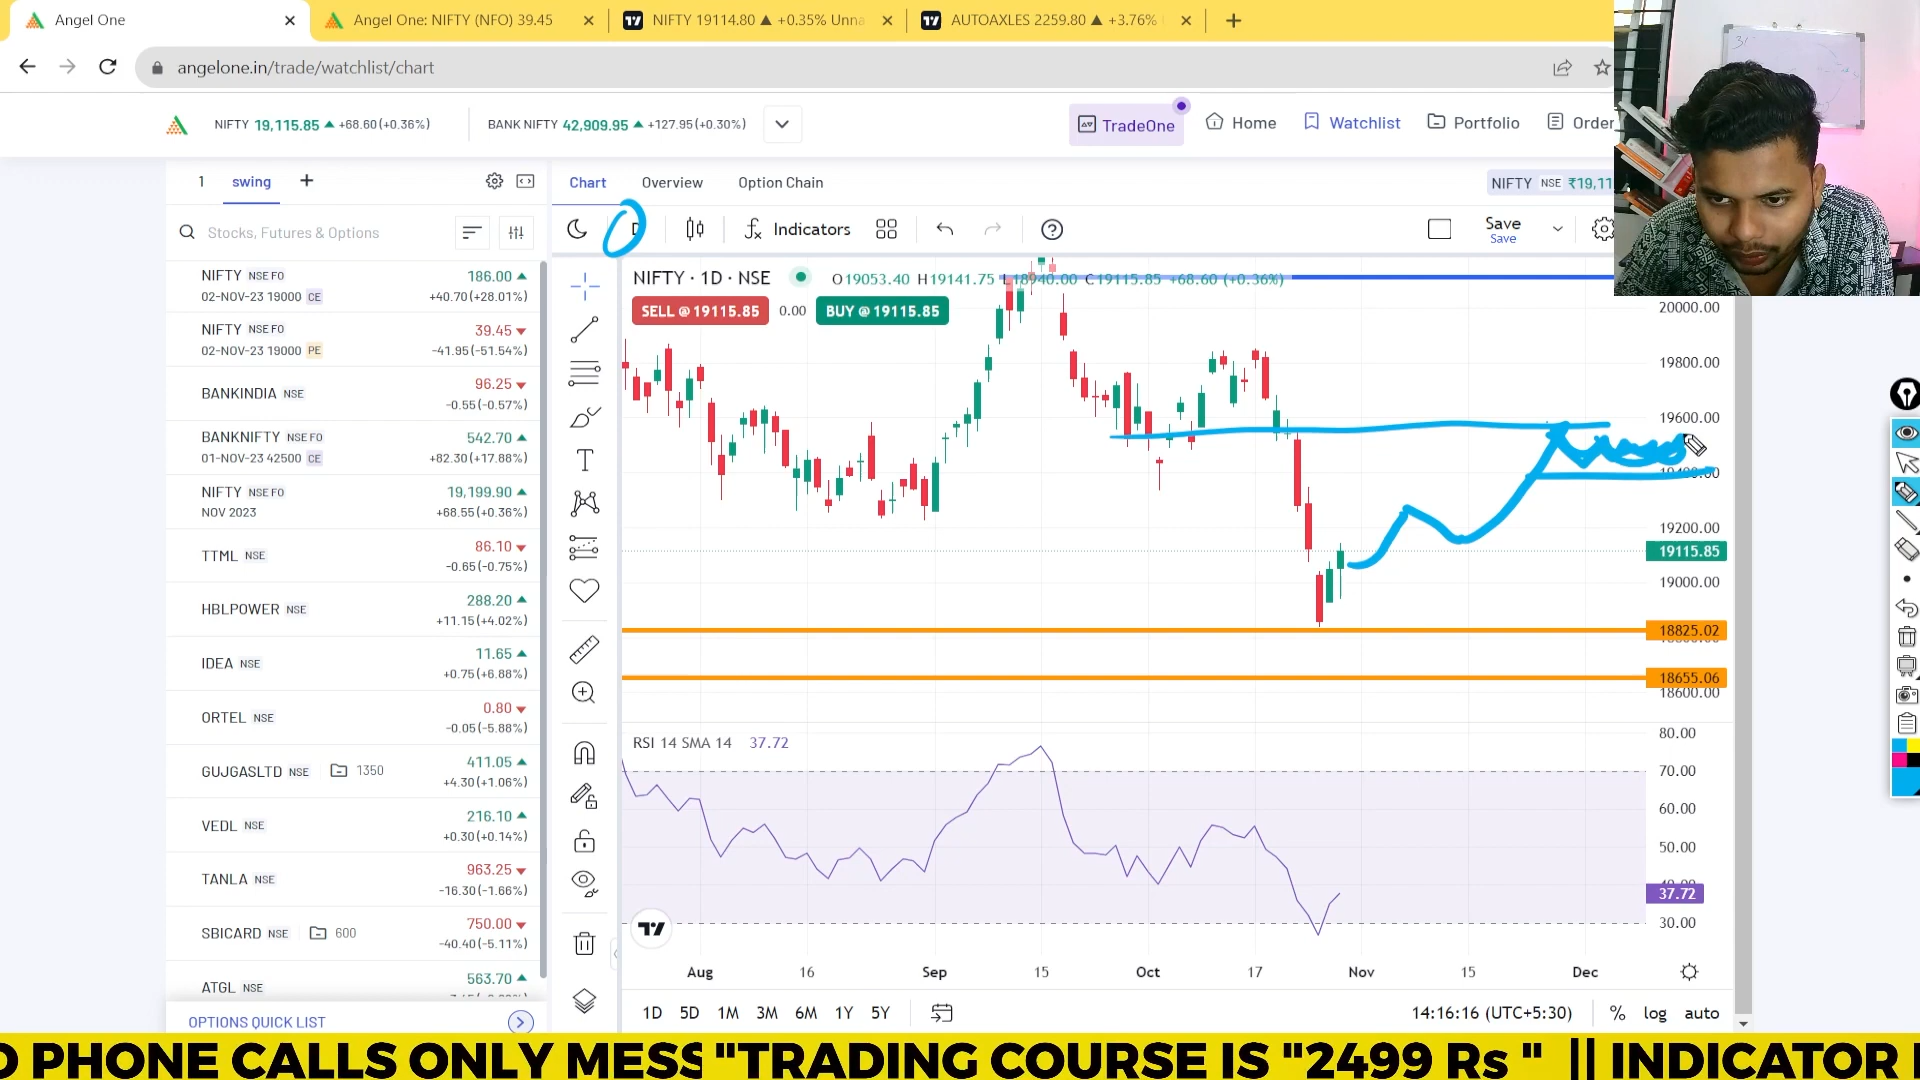 Angel One
Angel One: NIFTY (NFO) 39.45
NIFTY 19114.80 ▲ +0.35% Unna
AUTOAXLES 2259.80 ▲ +3.76%
angelone.in/trade/watchlist/chart
NIFTY 19,115.85 ▲ +68.60 (+0.36%)
BANK NIFTY 42,909.95 ▲ +127.95 (+0.30%)
TradeOne
Home
Watchlist
Portfolio
Order
1
swing
Chart
Overview
Option Chain
NIFTY NSE ₹19,11
Stocks, Futures & Options
Indicators
Save
Save
NIFTY NSE FO 186.00
02-NOV-23 19000 CE +40.70 (+28.01%)
NIFTY NSE FO 39.45
02-NOV-23 19000 PE -41.95 (-51.54%)
BANKINDIA NSE 96.25
-0.55 (-0.57%)
BANKNIFTY NSE FO 542.70
01-NOV-23 42500 CE +82.30 (+17.88%)
NIFTY NSE FO 19,199.90
NOV 2023 +68.55 (+0.36%)
TTML NSE 86.10
-0.65 (-0.75%)
HBLPOWER NSE 288.20
+11.15 (+4.02%)
IDEA NSE 11.65
+0.75 (+6.88%)
ORTEL NSE 0.80
-0.05 (-5.88%)
GUJGASLTD NSE 1350 411.05
+4.30 (+1.06%)
VEDL NSE 216.10
+0.30 (+0.14%)
TANLA NSE 963.25
-16.30 (-1.66%)
SBICARD NSE 600 750.00
-40.40 (-5.11%)
ATGL NSE 563.70
OPTIONS QUICK LIST
NIFTY · 1D · NSE O19053.40 H19141.75 L18940.00 C19115.85 +68.60 (+0.36%)
SELL @ 19115.85 0.00 BUY @ 19115.85
20000.00
19800.00
19600.00
19400.00
19200.00
19115.85
19000.00
18825.02
18655.06
18600.00
RSI 14 SMA 14 37.72
80.00
70.00
60.00
50.00
37.72
30.00
Aug 16 Sep 15 Oct 17 Nov 15 Dec
1D 5D 1M 3M 6M 1Y 5Y
14:16:16 (UTC+5:30) % log auto
PHONE CALLS ONLY MESS "TRADING COURSE IS "2499 Rs " || INDICATOR